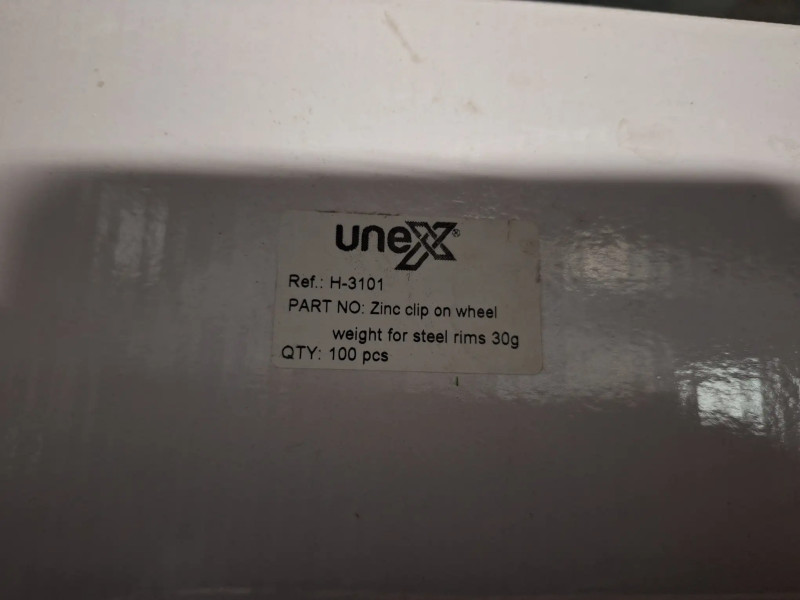 unex®
Ref.: H-3101
PART NO: Zinc clip on wheel
weight for steel rims 30g
QTY: 100 pcs